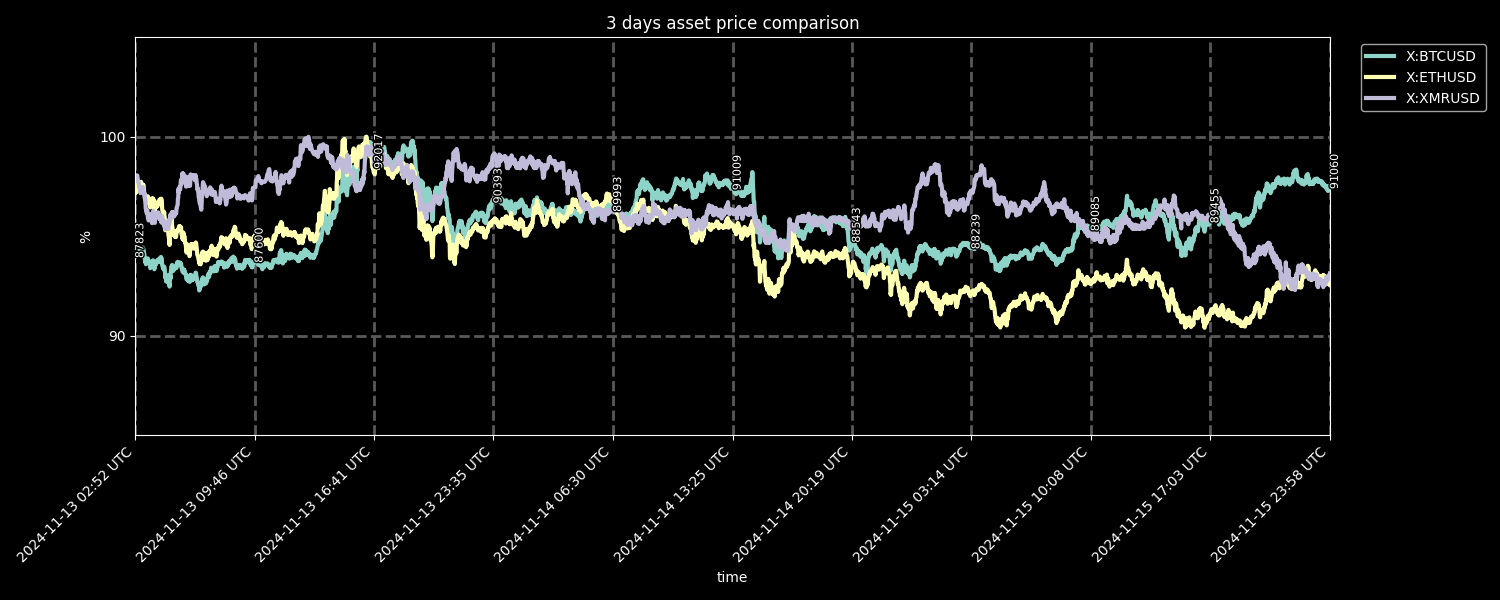 3 days asset price comparison
X:BTCUSD
X:ETHUSD
X:XMRUSD
100
90
%
87823
87600
92017
90393
89993
91009
88543
88239
89085
89455
91060
2024-11-13 02:52 UTC
2024-11-13 09:46 UTC
2024-11-13 16:41 UTC
2024-11-13 23:35 UTC
2024-11-14 06:30 UTC
2024-11-14 13:25 UTC
2024-11-14 20:19 UTC
2024-11-15 03:14 UTC
2024-11-15 10:08 UTC
2024-11-15 17:03 UTC
2024-11-15 23:58 UTC
time